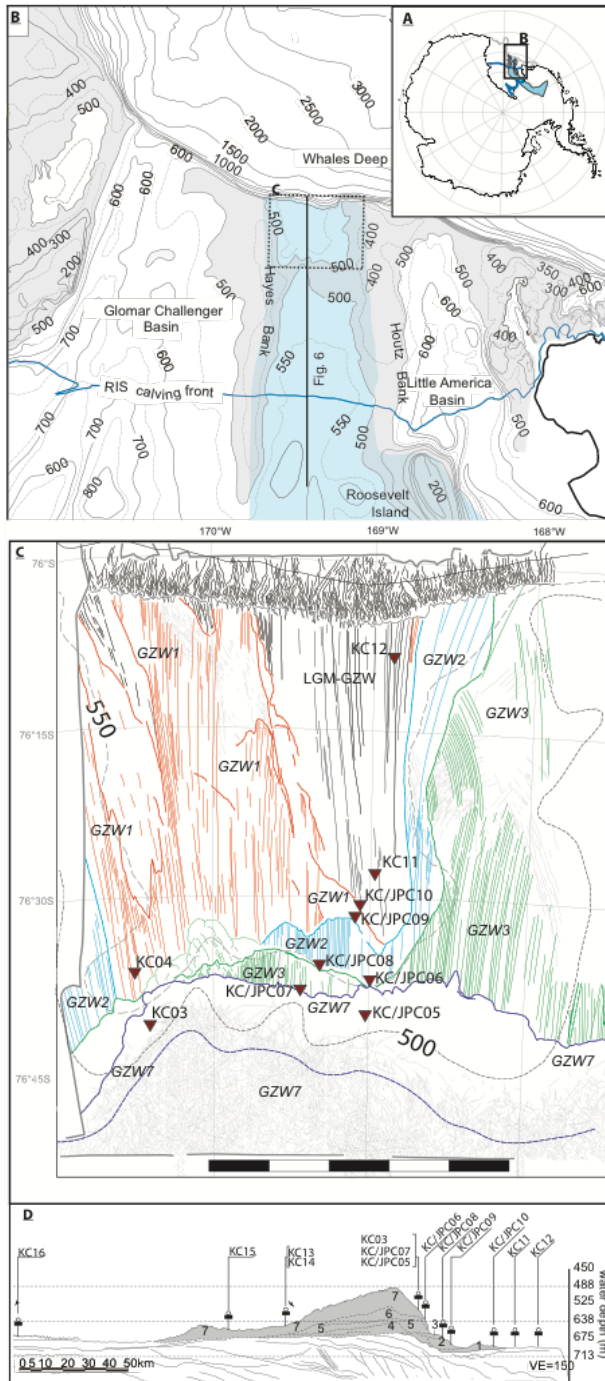 B
A
B
400
500
600
600
600
1000
1500
2000
2500
3000
Whales Deep
C
500
400
400
300
200
500
500
400
500
500
500
350
300
400
600
400
600
600
Glomar Challenger
Basin
600
Hayes Bank
550
Fig. 6
Houtz Bank
Little America
Basin
700
RIS calving front
700
700
600
800
700
500
550
500
500
200
Roosevelt
Island
600
170°W
169°W
168°W
C
76°S
GZW1
KC12
GZW2
LGM-GZW
550
GZW3
76°15'S
GZW1
GZW1
KC11
76°30'S
GZW1
KC/JPC10
KC/JPC09
GZW3
GZW2
KC04
KC/JPC08
GZW3
GZW2
KC/JPC07
KC/JPC06
GZW7
KC03
KC/JPC05
500
GZW7
76°45'S
GZW7
GZW7
D
KC16
KC15
KC13
KC14
KC03
KC/JPC07
KC/JPC05
KC/JPC06
KC/JPC08
KC/JPC09
KC/JPC10
KC11
KC12
450
488
525
638
675
713
water depth (m)
7
6
7
7
5
4
5
3
2
1
0.5 10 20 30 40 50km
VE=150